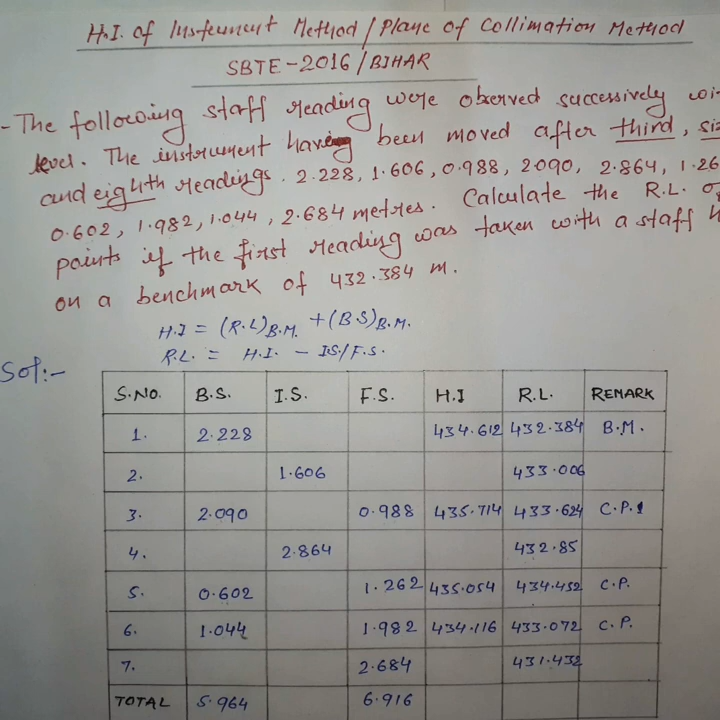 H.I. of Instrument Method/Plane of Collimation Method
SBTE-2016/BIHAR
-The following staff reading were observed successively wi
level. The instrument having been moved after third, si
and eighth readings. 2.228, 1.606, 0.988, 2.090, 2.864, 1.26
0.602, 1.982, 1.044, 2.684 metres. Calculate the R.L. o
points if the first reading was taken with a staff h
on a benchmark of 432.384 m.
H.I = (R.L)B.M. + (B.S)B.M.
R.L. = H.I. - IS/F.S.
Sol:-
S.NO. B.S. I.S. F.S. H.I R.L. REMARK
1. 2.228 434.612 432.384 B.M.
2. 1.606 433.006
3. 2.090 0.988 435.714 433.624 C.P.1
4. 2.864 432.85
5. 0.602 1.262 435.054 434.452 C.P.
6. 1.044 1.982 434.116 433.072 C.P.
7. 2.684 431.432
TOTAL 5.964 6.916